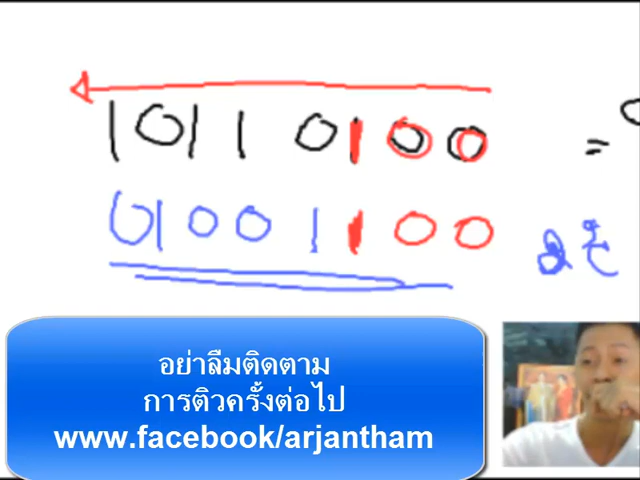 10110100 =
01001100
อย่าลืมติดตาม
การติวครั้งต่อไป
www.facebook/arjantham